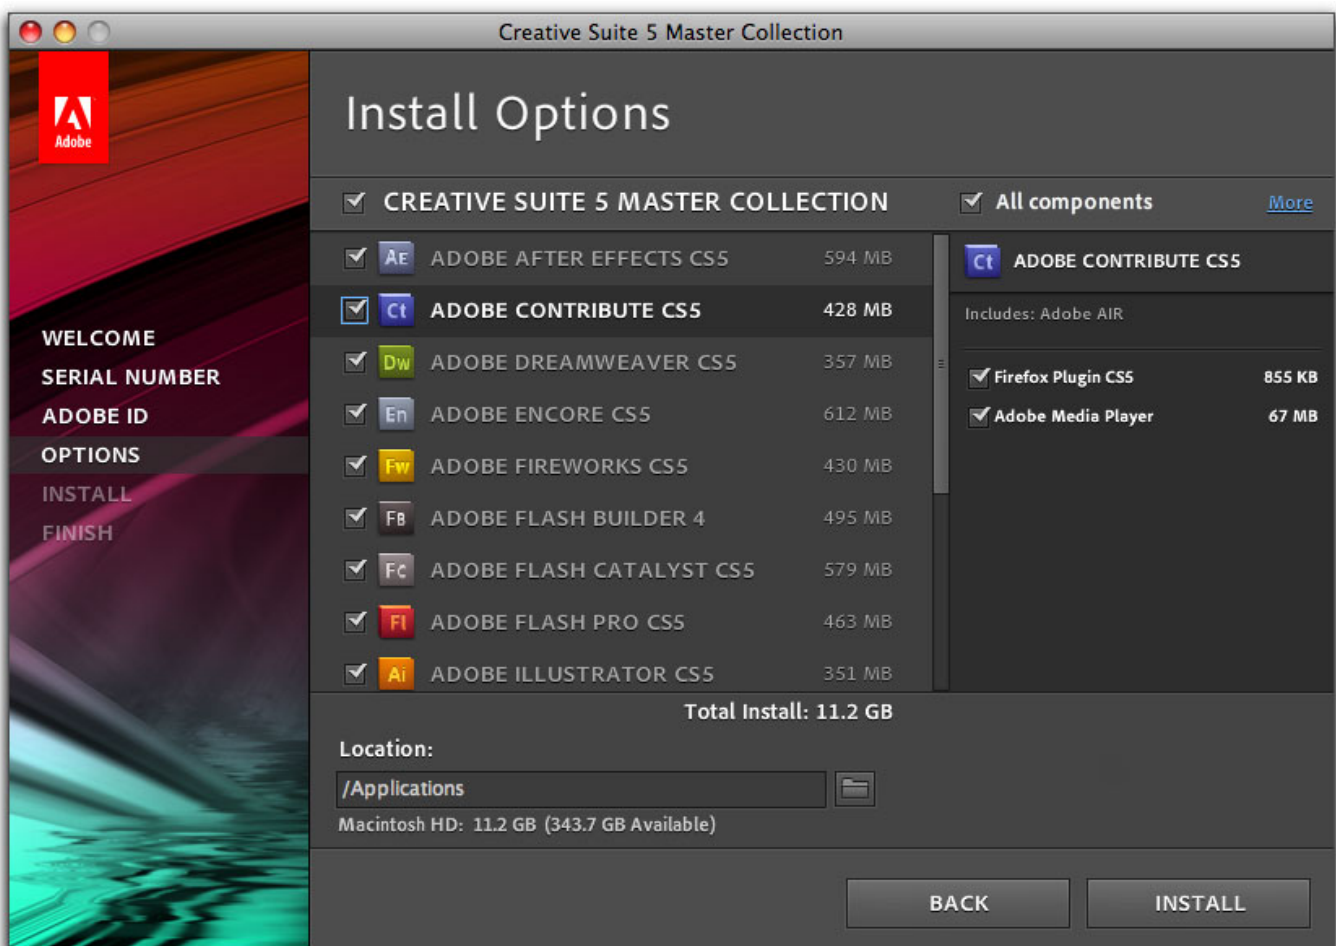 Creative Suite 5 Master Collection
Adobe
Install Options
CREATIVE SUITE 5 MASTER COLLECTION
All components More
AE ADOBE AFTER EFFECTS CS5 594 MB
Ct ADOBE CONTRIBUTE CS5 428 MB
Dw ADOBE DREAMWEAVER CS5 357 MB
En ADOBE ENCORE CS5 612 MB
Fw ADOBE FIREWORKS CS5 430 MB
FB ADOBE FLASH BUILDER 4 495 MB
Fc ADOBE FLASH CATALYST CS5 579 MB
Fl ADOBE FLASH PRO CS5 463 MB
Ai ADOBE ILLUSTRATOR CS5 351 MB
Ct ADOBE CONTRIBUTE CS5
Includes: Adobe AIR
Firefox Plugin CS5 855 KB
Adobe Media Player 67 MB
WELCOME
SERIAL NUMBER
ADOBE ID
OPTIONS
INSTALL
FINISH
Total Install: 11.2 GB
Location:
/Applications
Macintosh HD: 11.2 GB (343.7 GB Available)
BACK
INSTALL